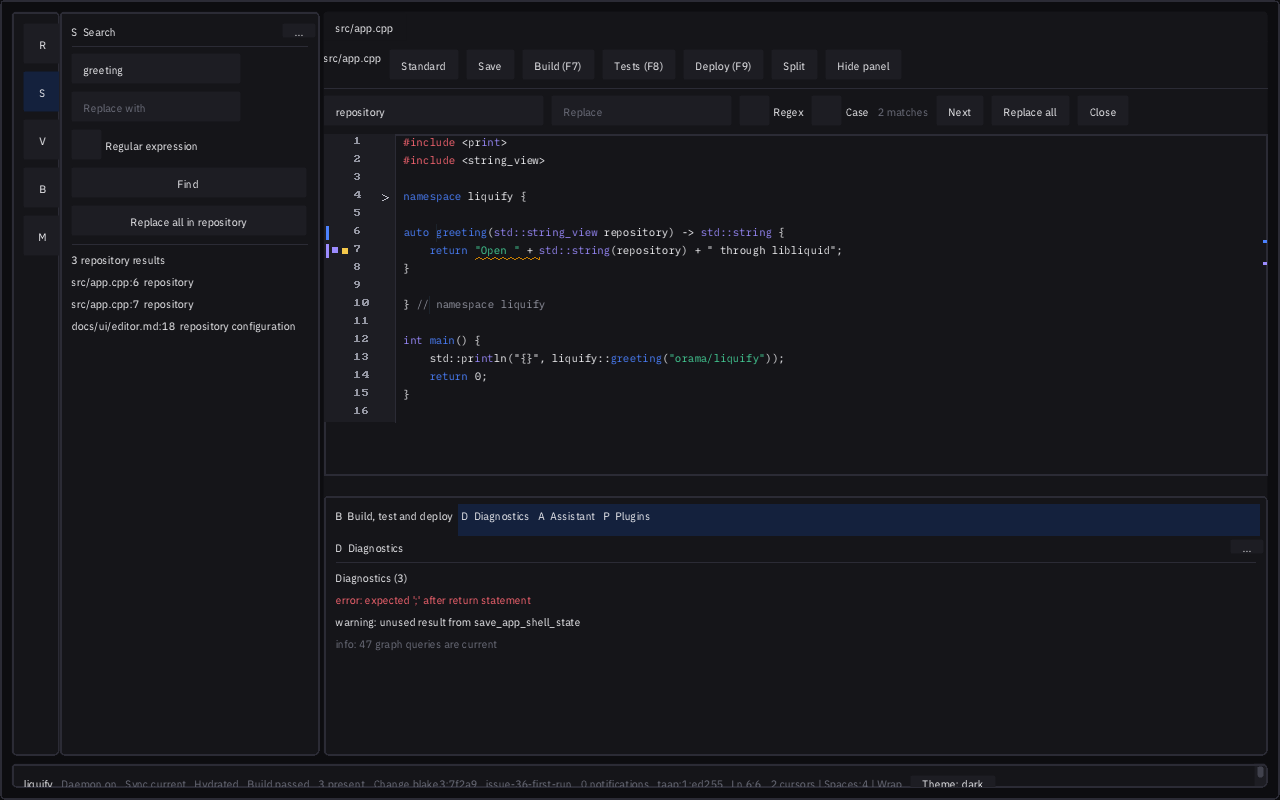 R
S
V
B
M
S Search
...
greeting
Replace with
Regular expression
Find
Replace all in repository
3 repository results
src/app.cpp:6 repository
src/app.cpp:7 repository
docs/ui/editor.md:18 repository configuration
src/app.cpp
src/app.cpp Standard Save Build (F7) Tests (F8) Deploy (F9) Split Hide panel
repository Replace Regex Case 2 matches Next Replace all Close
1 #include <print>
2 #include <string_view>
3
4 > namespace liquify {
5
6 auto greeting(std::string_view repository) -> std::string {
7 return "Open " + std::string(repository) + " through libliquid";
8 }
9
10 } // namespace liquify
11
12 int main() {
13 std::println("{}", liquify::greeting("orama/liquify"));
14 return 0;
15 }
16
B Build, test and deploy D Diagnostics A Assistant P Plugins
D Diagnostics
...
Diagnostics (3)
error: expected ';' after return statement
warning: unused result from save_app_shell_state
info: 47 graph queries are current
liquify Daemon on Sync current Hydrated Build passed 3 present Change blake3:7f2a9 issue-36-first-run 0 notifications taap:1:ed255 Ln 6:6 2 cursors | Spaces:4 | Wrap Theme: dark